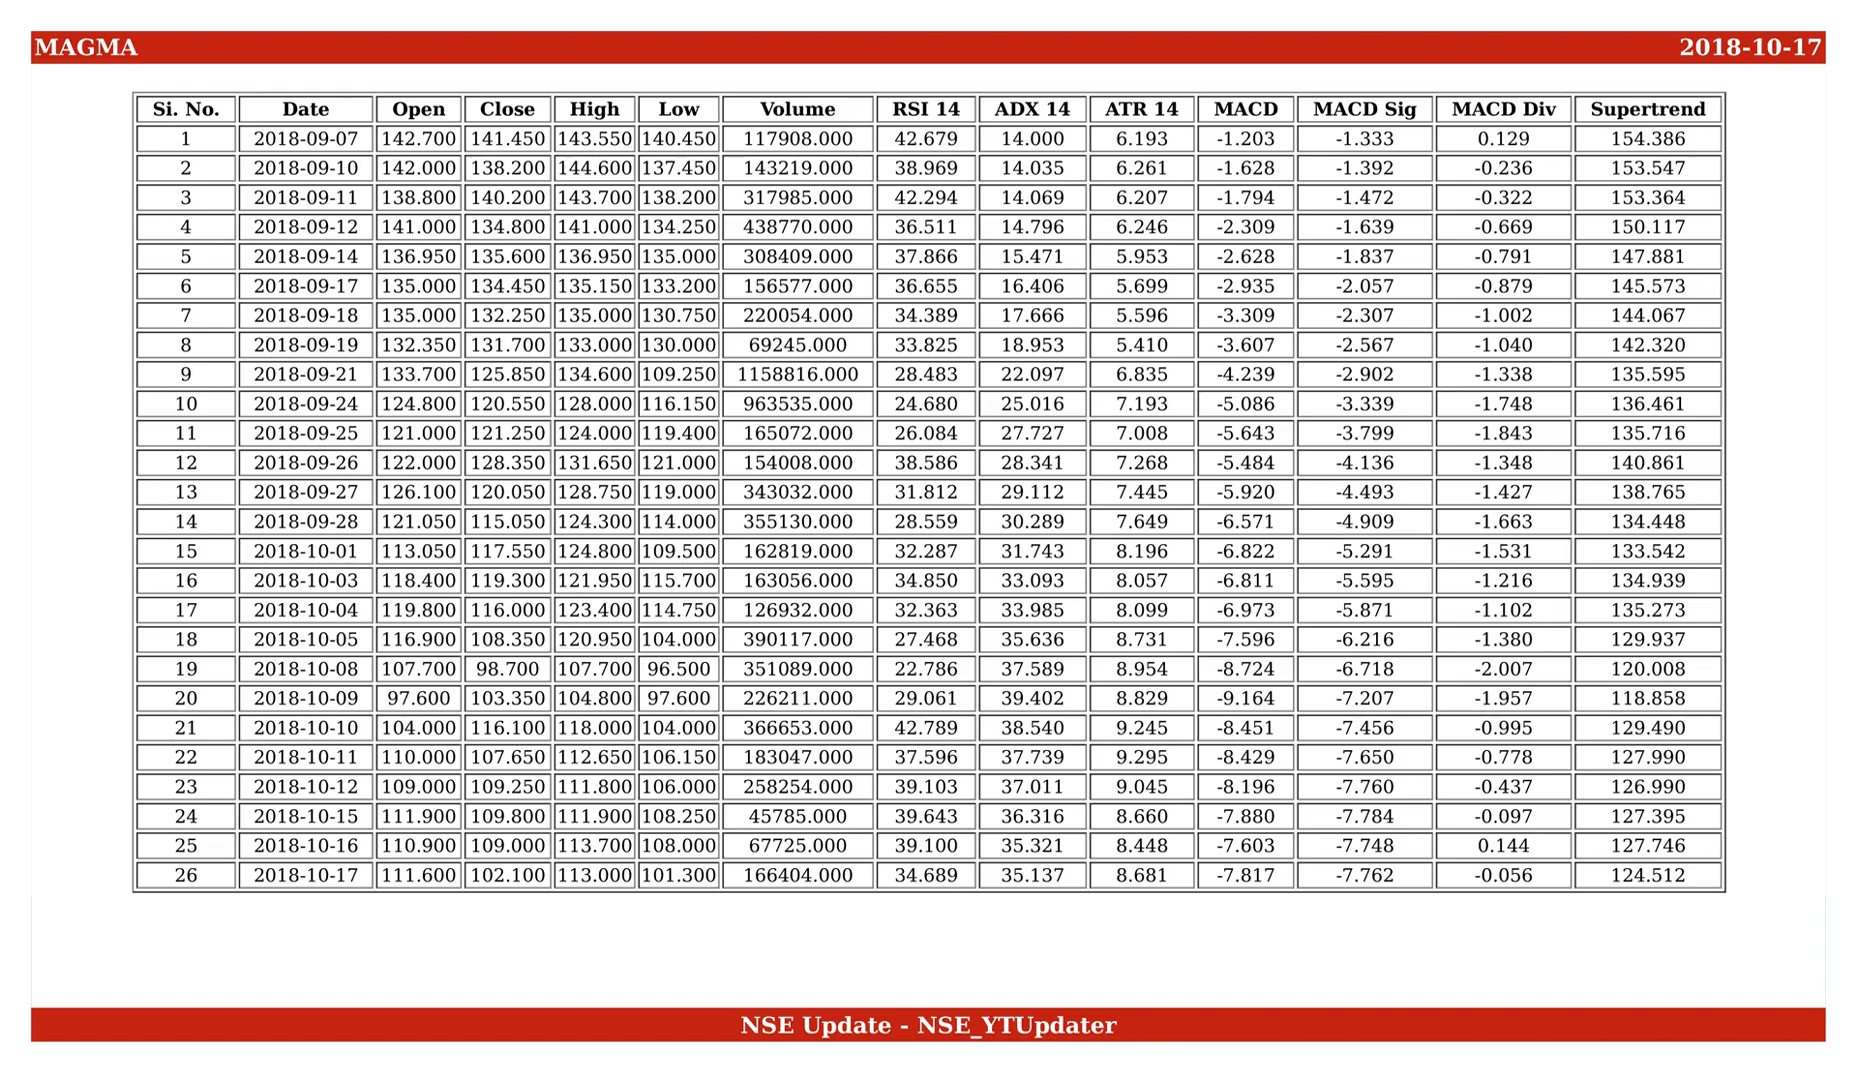 MAGMA 2018-10-17
Si. No. Date Open Close High Low Volume RSI 14 ADX 14 ATR 14 MACD MACD Sig MACD Div Supertrend
1 2018-09-07 142.700 141.450 143.550 140.450 117908.000 42.679 14.000 6.193 -1.203 -1.333 0.129 154.386
2 2018-09-10 142.000 138.200 144.600 137.450 143219.000 38.969 14.035 6.261 -1.628 -1.392 -0.236 153.547
3 2018-09-11 138.800 140.200 143.700 138.200 317985.000 42.294 14.069 6.207 -1.794 -1.472 -0.322 153.364
4 2018-09-12 141.000 134.800 141.000 134.250 438770.000 36.511 14.796 6.246 -2.309 -1.639 -0.669 150.117
5 2018-09-14 136.950 135.600 136.950 135.000 308409.000 37.866 15.471 5.953 -2.628 -1.837 -0.791 147.881
6 2018-09-17 135.000 134.450 135.150 133.200 156577.000 36.655 16.406 5.699 -2.935 -2.057 -0.879 145.573
7 2018-09-18 135.000 132.250 135.000 130.750 220054.000 34.389 17.666 5.596 -3.309 -2.307 -1.002 144.067
8 2018-09-19 132.350 131.700 133.000 130.000 69245.000 33.825 18.953 5.410 -3.607 -2.567 -1.040 142.320
9 2018-09-21 133.700 125.850 134.600 109.250 1158816.000 28.483 22.097 6.835 -4.239 -2.902 -1.338 135.595
10 2018-09-24 124.800 120.550 128.000 116.150 963535.000 24.680 25.016 7.193 -5.086 -3.339 -1.748 136.461
11 2018-09-25 121.000 121.250 124.000 119.400 165072.000 26.084 27.727 7.008 -5.643 -3.799 -1.843 135.716
12 2018-09-26 122.000 128.350 131.650 121.000 154008.000 38.586 28.341 7.268 -5.484 -4.136 -1.348 140.861
13 2018-09-27 126.100 120.050 128.750 119.000 343032.000 31.812 29.112 7.445 -5.920 -4.493 -1.427 138.765
14 2018-09-28 121.050 115.050 124.300 114.000 355130.000 28.559 30.289 7.649 -6.571 -4.909 -1.663 134.448
15 2018-10-01 113.050 117.550 124.800 109.500 162819.000 32.287 31.743 8.196 -6.822 -5.291 -1.531 133.542
16 2018-10-03 118.400 119.300 121.950 115.700 163056.000 34.850 33.093 8.057 -6.811 -5.595 -1.216 134.939
17 2018-10-04 119.800 116.000 123.400 114.750 126932.000 32.363 33.985 8.099 -6.973 -5.871 -1.102 135.273
18 2018-10-05 116.900 108.350 120.950 104.000 390117.000 27.468 35.636 8.731 -7.596 -6.216 -1.380 129.937
19 2018-10-08 107.700 98.700 107.700 96.500 351089.000 22.786 37.589 8.954 -8.724 -6.718 -2.007 120.008
20 2018-10-09 97.600 103.350 104.800 97.600 226211.000 29.061 39.402 8.829 -9.164 -7.207 -1.957 118.858
21 2018-10-10 104.000 116.100 118.000 104.000 366653.000 42.789 38.540 9.245 -8.451 -7.456 -0.995 129.490
22 2018-10-11 110.000 107.650 112.650 106.150 183047.000 37.596 37.739 9.295 -8.429 -7.650 -0.778 127.990
23 2018-10-12 109.000 109.250 111.800 106.000 258254.000 39.103 37.011 9.045 -8.196 -7.760 -0.437 126.990
24 2018-10-15 111.900 109.800 111.900 108.250 45785.000 39.643 36.316 8.660 -7.880 -7.784 -0.097 127.395
25 2018-10-16 110.900 109.000 113.700 108.000 67725.000 39.100 35.321 8.448 -7.603 -7.748 0.144 127.746
26 2018-10-17 111.600 102.100 113.000 101.300 166404.000 34.689 35.137 8.681 -7.817 -7.762 -0.056 124.512
NSE Update - NSE_YTUpdater